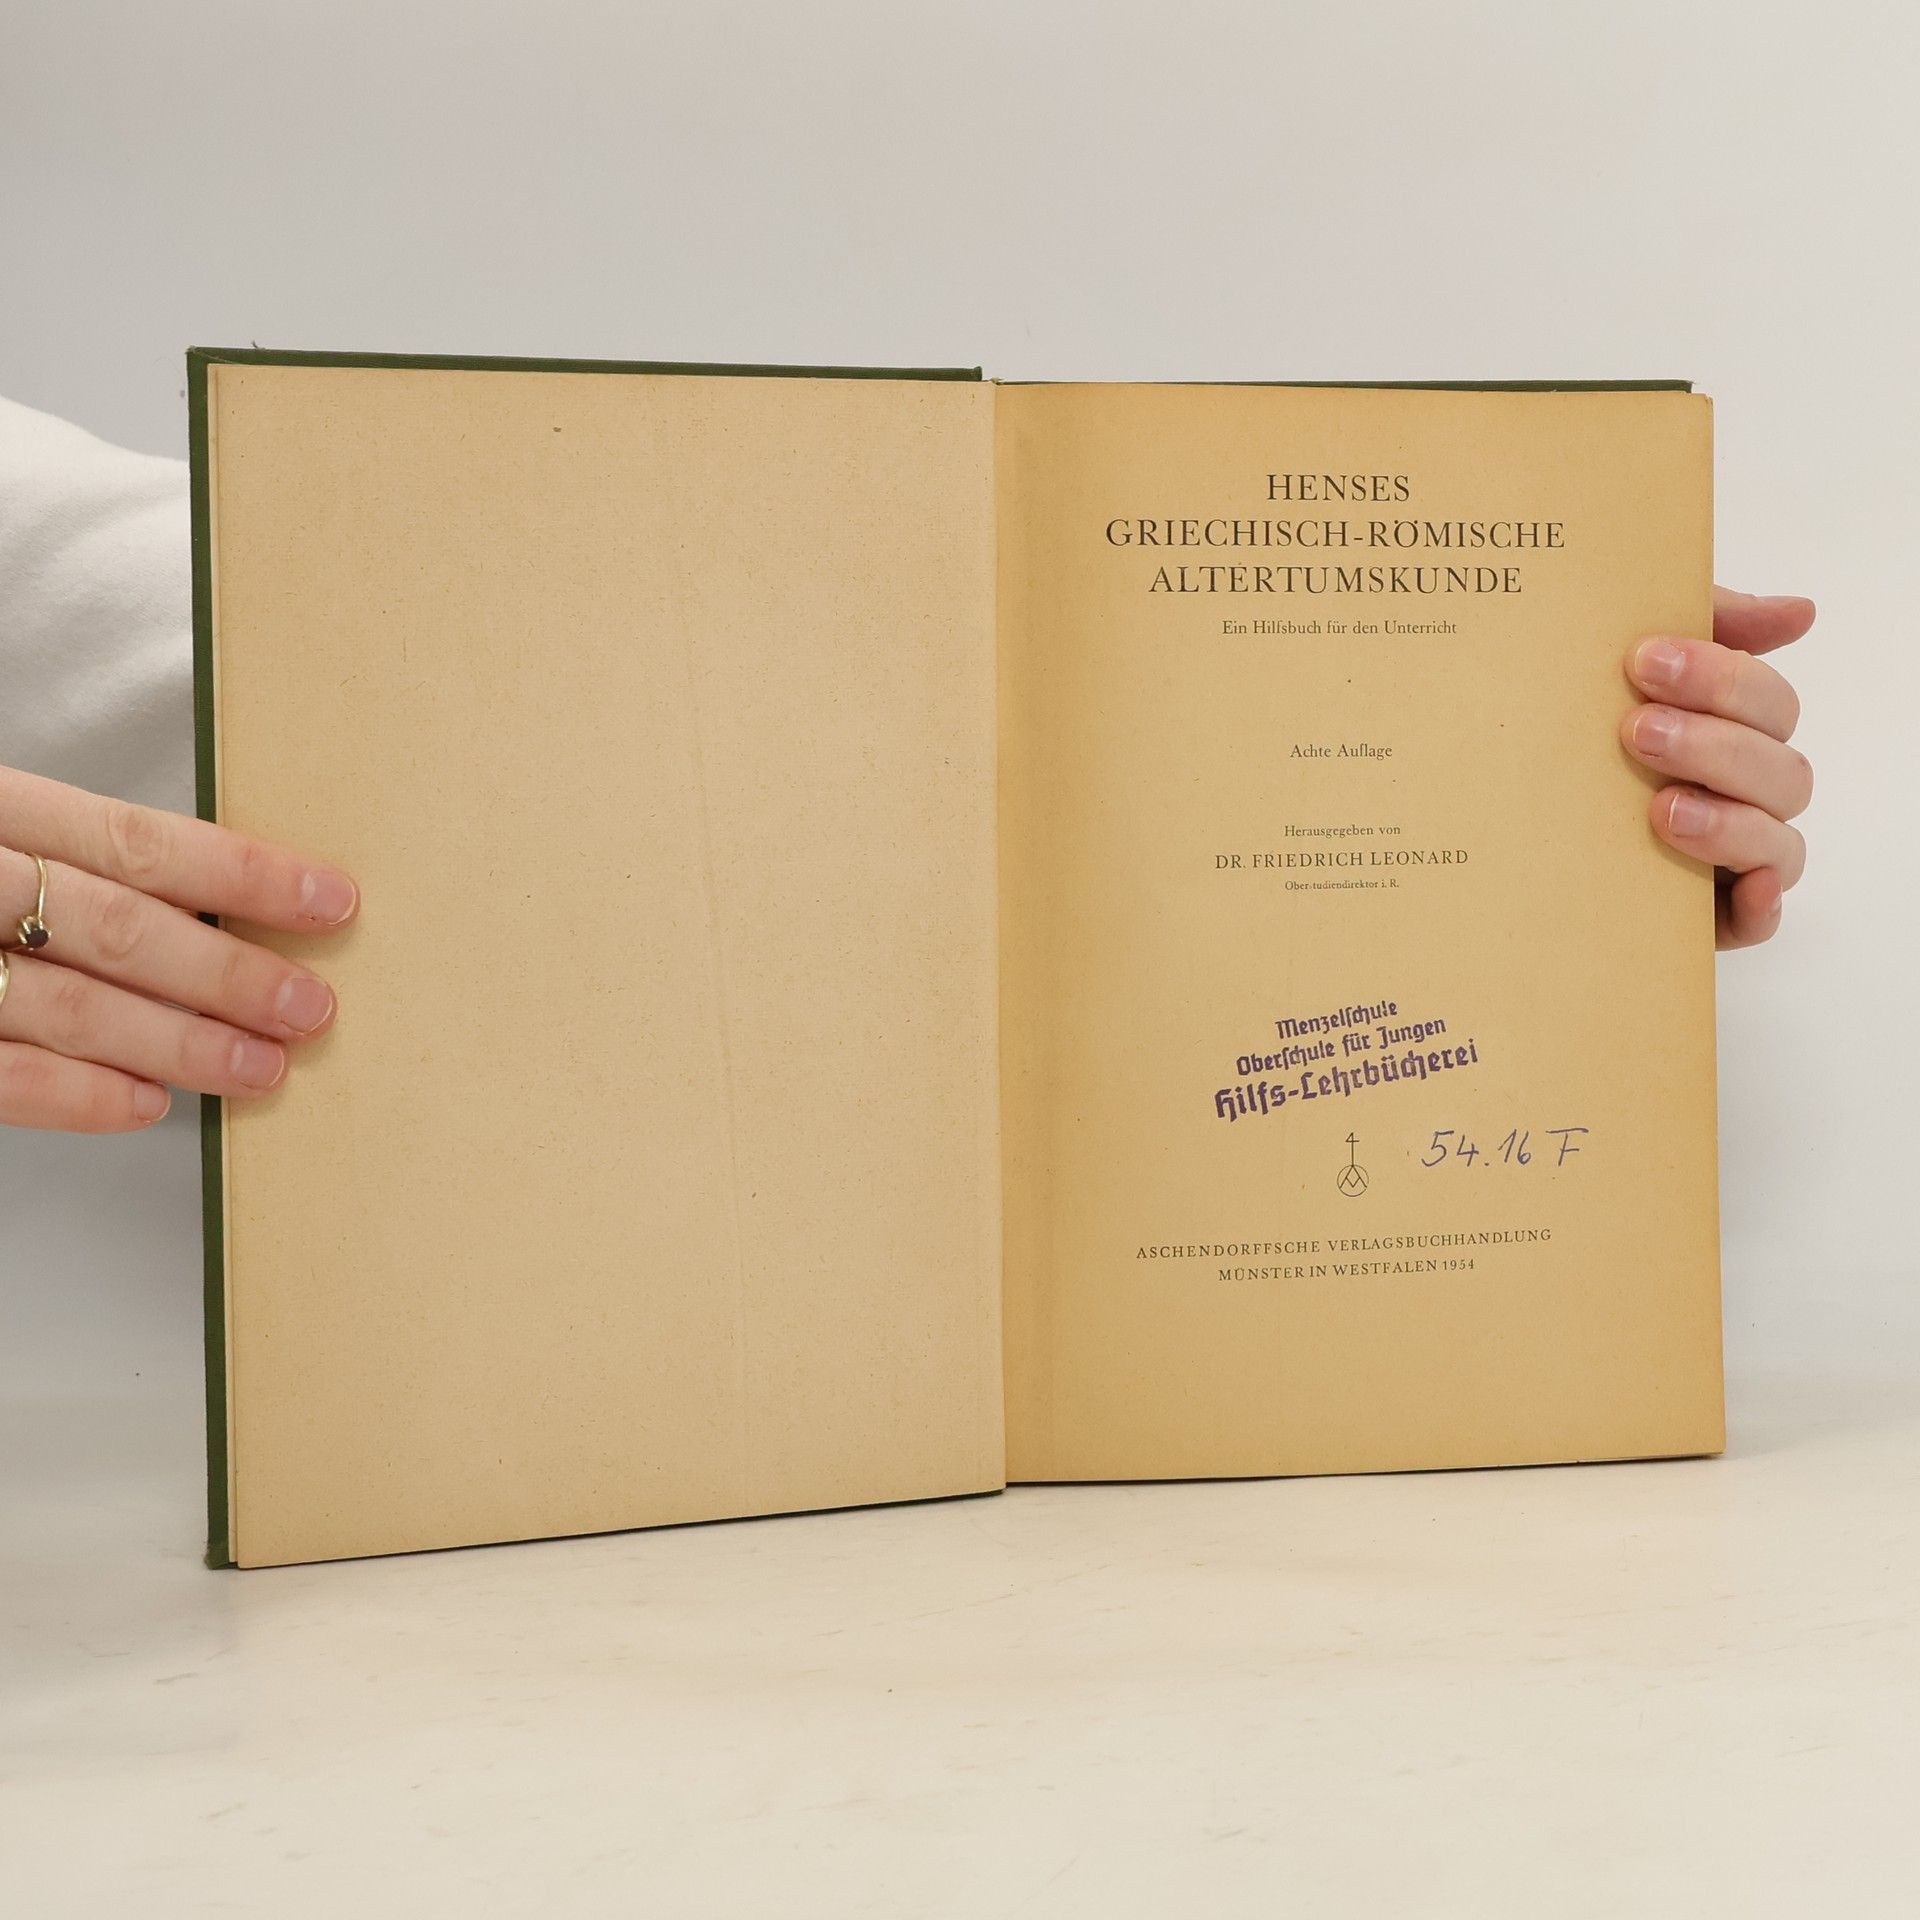 HENSES
GRIECHISCH-RÖMISCHE
ALTERTUMSKUNDE
Ein Hilfsbuch für den Unterricht
Achte Auflage
Herausgegeben von
DR. FRIEDRICH LEONARD
Oberstudiendirektor i. R.
Menzelſchule
Oberſchule für Jungen
Hilfs-Lehrbücherei
54.16 F
ASCHENDORFFSCHE VERLAGSBUCHHANDLUNG
MÜNSTER IN WESTFALEN 1954